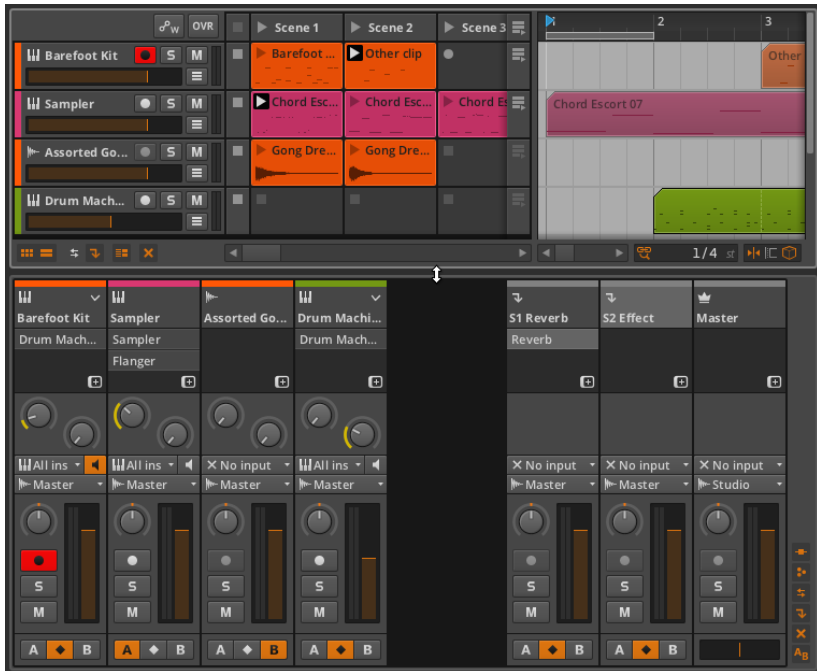 W OVR Scene 1 Scene 2 Scene 3 1 2 3
Barefoot Kit S M Barefoot ... Other clip Other
Sampler S M Chord Esc... Chord Esc... Chord Es Chord Escort 07
Assorted Go... S M Gong Dre... Gong Dre...
Drum Mach... S M
1/4 st
Barefoot Kit Sampler Assorted Go... Drum Machi... S1 Reverb S2 Effect Master
Drum Mach... Sampler Drum Mach... Reverb
Flanger
All ins All ins No input All ins No input No input No input
Master Master Master Master Master Master Studio
S S S S S S S
M M M M M M M
A B A B A B A B A B A B
AB